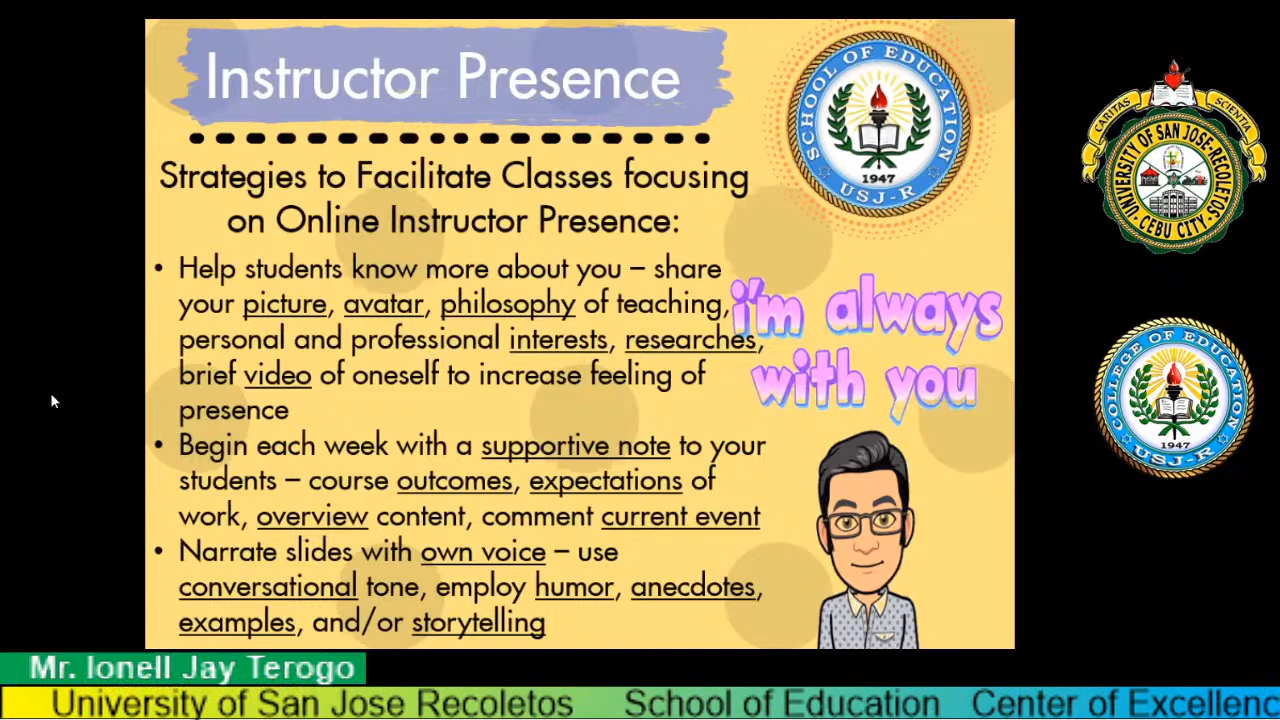 Instructor Presence
Strategies to Facilitate Classes focusing
on Online Instructor Presence:
• Help students know more about you – share
your picture, avatar, philosophy of teaching,
personal and professional interests, researches,
brief video of oneself to increase feeling of
presence
• Begin each week with a supportive note to your
students – course outcomes, expectations of
work, overview content, comment current event
• Narrate slides with own voice – use
conversational tone, employ humor, anecdotes,
examples, and/or storytelling
SCHOOL OF EDUCATION
1947
USJ-R
i'm always
with you
CARITAS
SCIENTIA
UNIVERSITY OF SAN JOSE-RECOLETOS
CEBU CITY
COLLEGE OF EDUCATION
1947
USJ-R
Mr. Ionell Jay Terogo
University of San Jose Recoletos School of Education Center of Excellenc